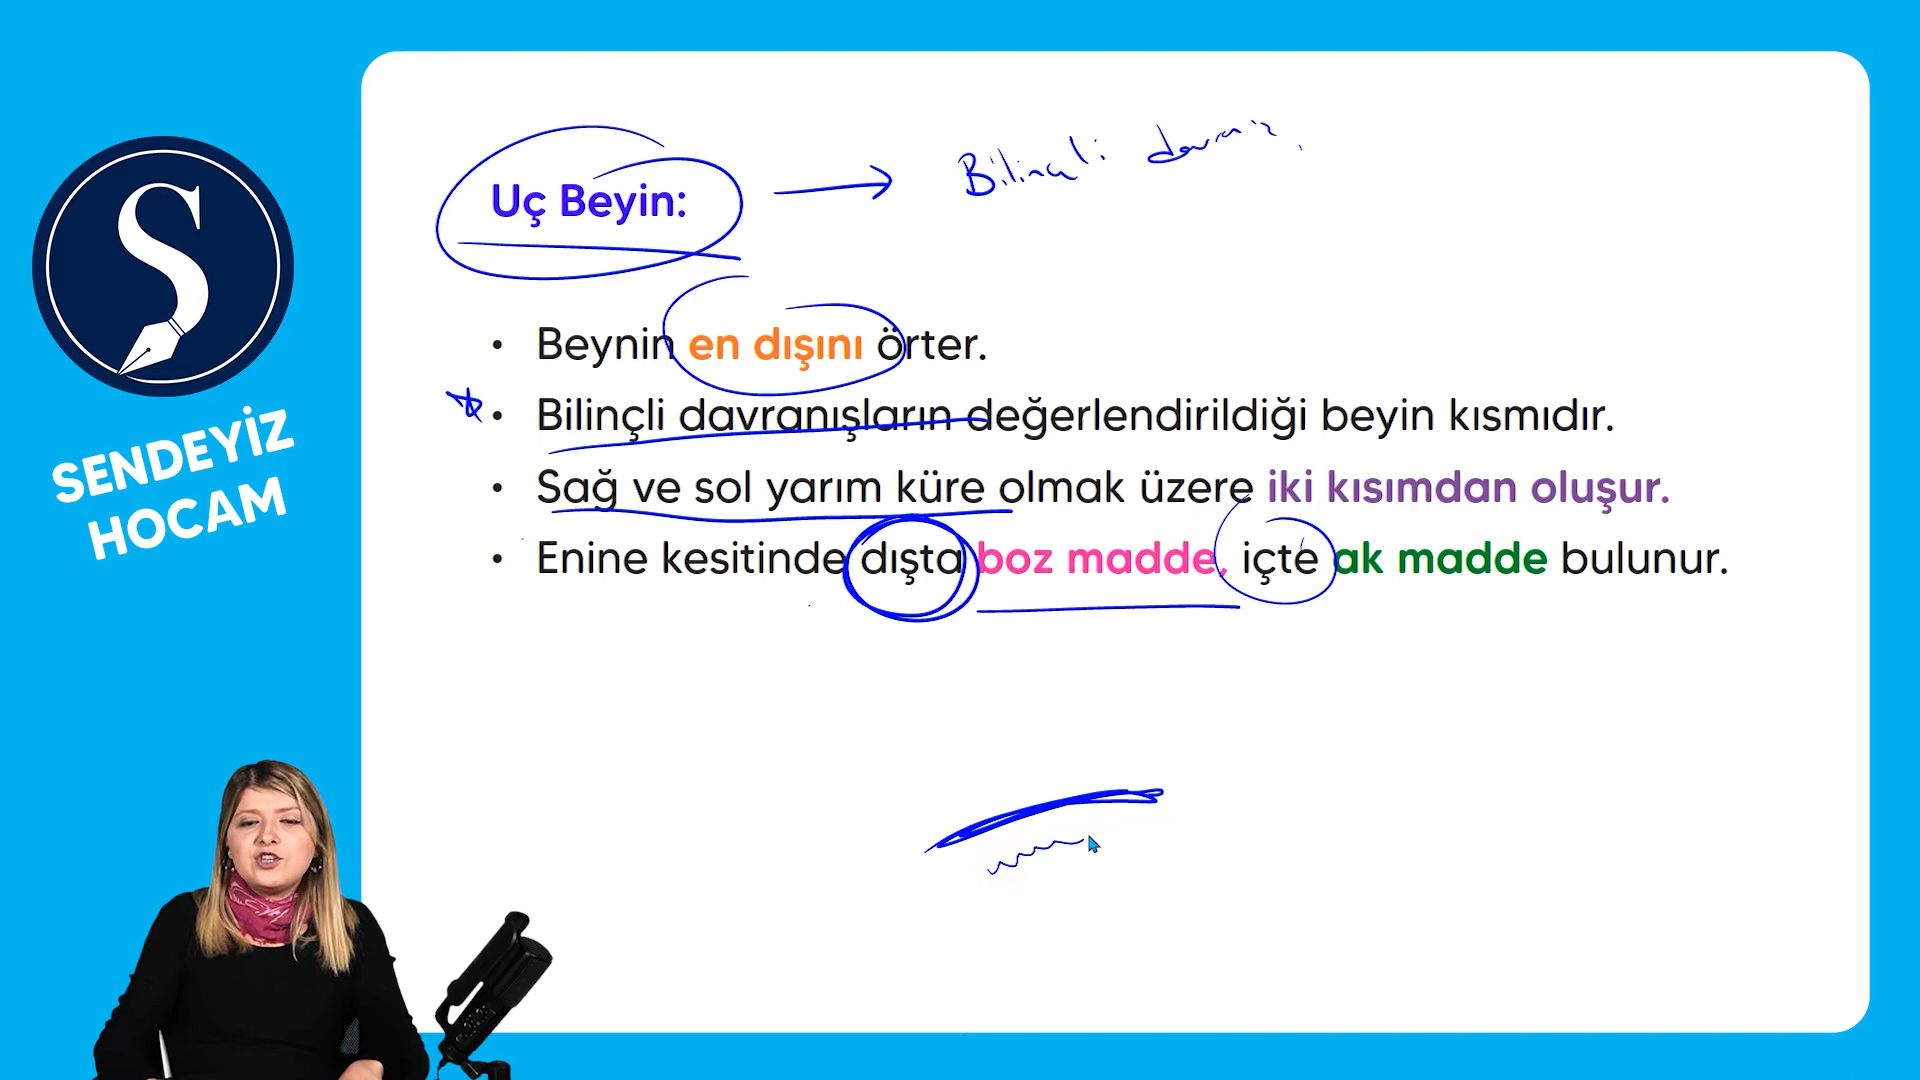 SENDEYİZ
HOCAM
Uç Beyin: → Bilinçli
• Beynin en dışını örter.
• Bilinçli davranışların değerlendirildiği beyin kısmıdır.
• Sağ ve sol yarım küre olmak üzere iki kısımdan oluşur.
• Enine kesitinde dışta boz madde, içte ak madde bulunur.